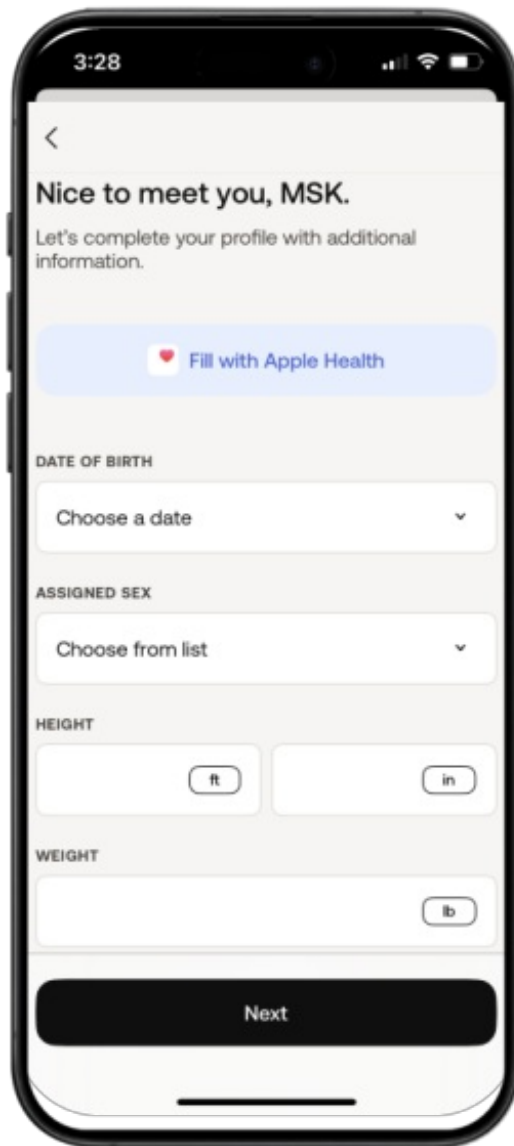 3:28
Nice to meet you, MSK.
Let's complete your profile with additional
information.
Fill with Apple Health
DATE OF BIRTH
Choose a date
ASSIGNED SEX
Choose from list
HEIGHT
ft
in
WEIGHT
lb
Next